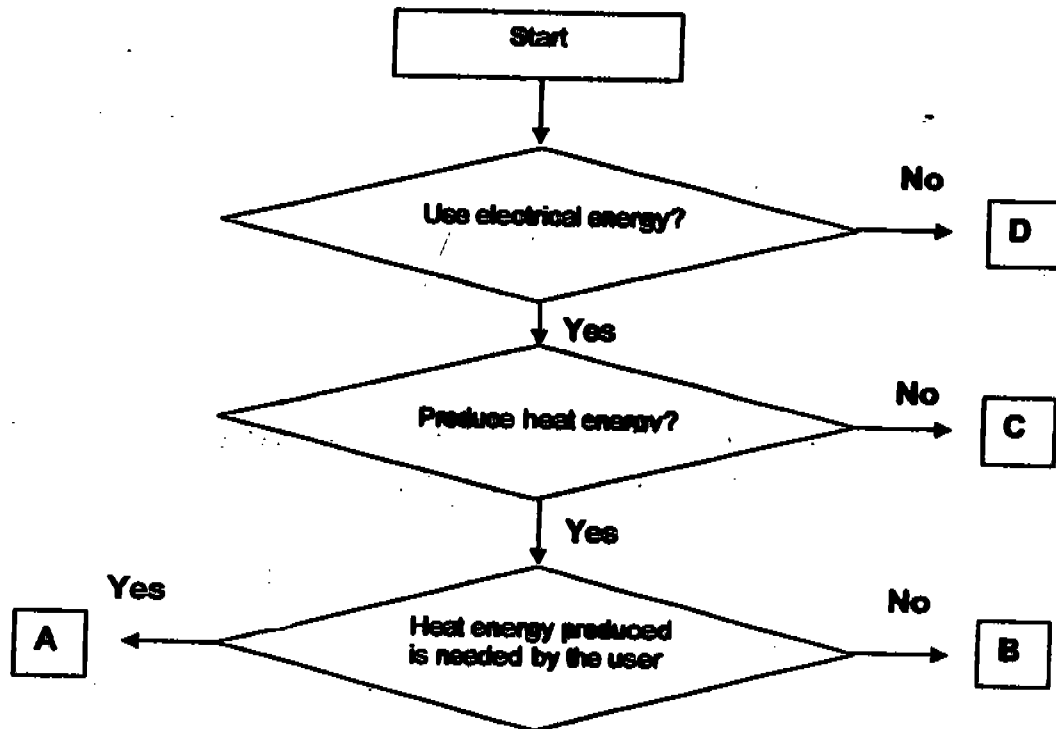 Start
No
Use electrical energy?
D
Yes
No
Produce heat energy?
C
Yes
Yes
No
Heat energy produced
is needed by the user
A
B